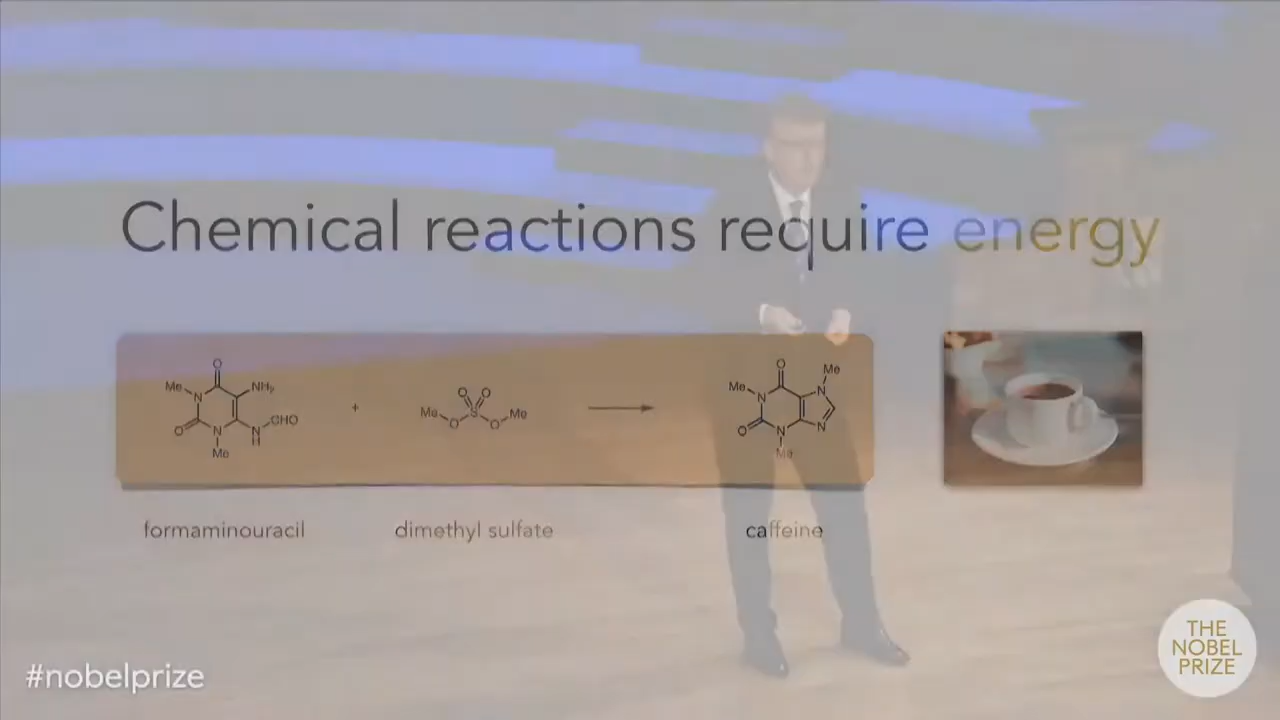 Chemical reactions require energy
O
Me
N
NH₂
O
N
N
H
CHO
Me
+
O
O
S
Me
O
O
Me
O
Me
Me
N
N
O
N
N
Me
formaminouracil
dimethyl sulfate
caffeine
#nobelprize
THE
NOBEL
PRIZE